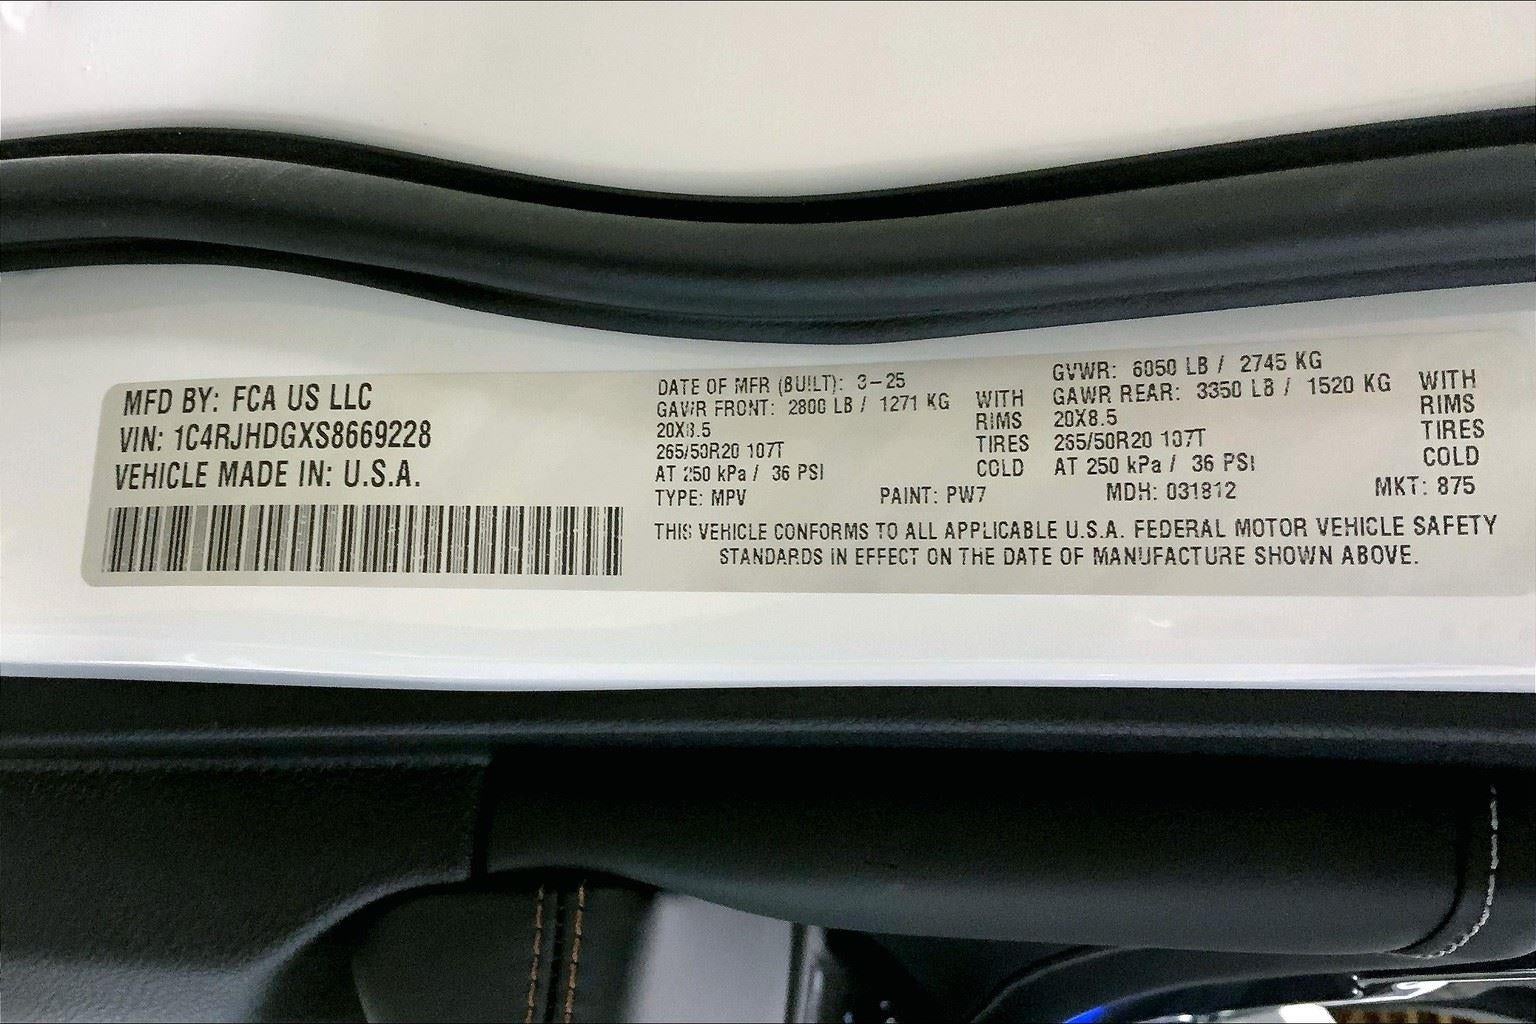 MFD BY: FCA US LLC
VIN: 1C4RJHDGXS8669228
VEHICLE MADE IN: U.S.A.
DATE OF MFR (BUILT): 3-25
GAWR FRONT: 2800 LB / 1271 KG WITH
20X8.5 RIMS
265/50R20 107T TIRES
AT 250 kPa / 36 PSI COLD
GVWR: 6050 LB / 2745 KG
GAWR REAR: 3350 LB / 1520 KG WITH
20X8.5 RIMS
265/50R20 107T TIRES
AT 250 kPa / 36 PSI COLD
TYPE: MPV PAINT: PW7 MDH: 031812 MKT: 875
THIS VEHICLE CONFORMS TO ALL APPLICABLE U.S.A. FEDERAL MOTOR VEHICLE SAFETY
STANDARDS IN EFFECT ON THE DATE OF MANUFACTURE SHOWN ABOVE.